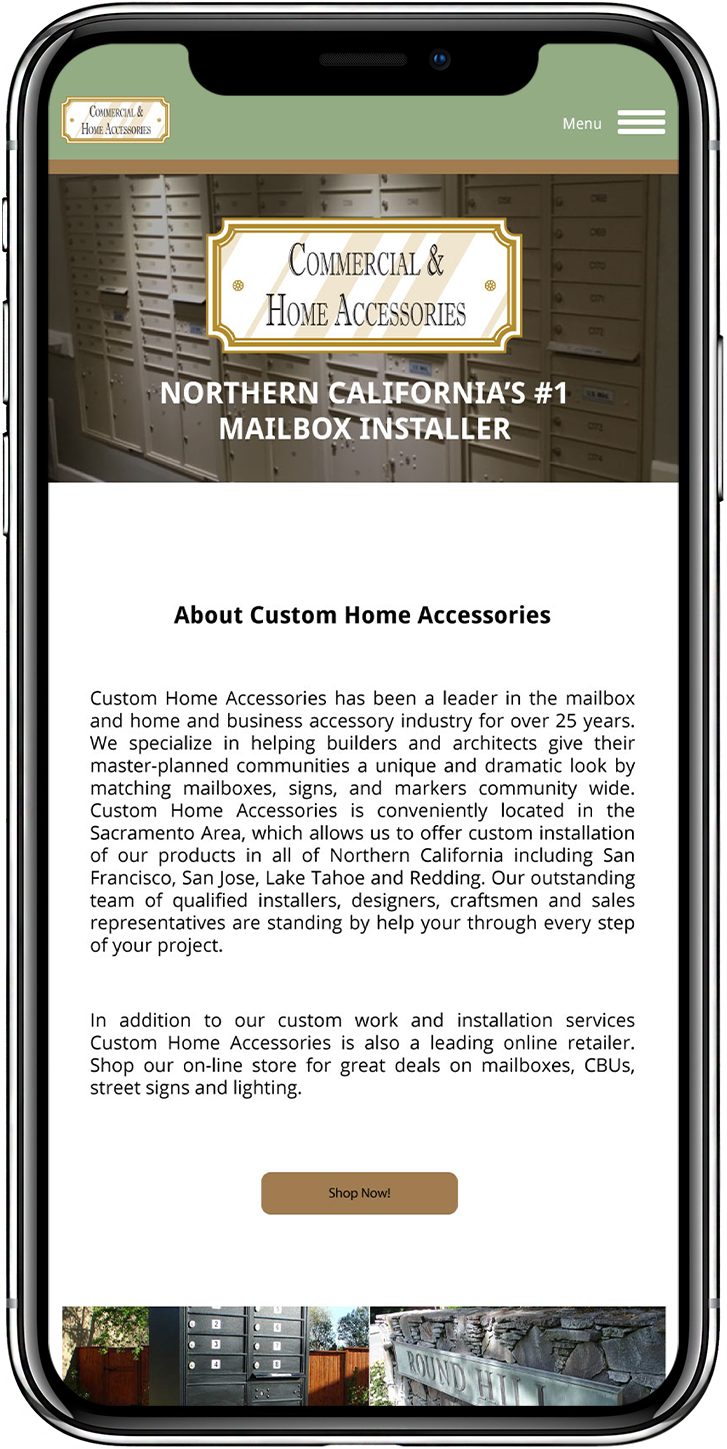 COMMERCIAL &
HOME ACCESSORIES
Menu
COMMERCIAL &
HOME ACCESSORIES
NORTHERN CALIFORNIA’S #1
MAILBOX INSTALLER
About Custom Home Accessories
Custom Home Accessories has been a leader in the mailbox
and home and business accessory industry for over 25 years.
We specialize in helping builders and architects give their
master-planned communities a unique and dramatic look by
matching mailboxes, signs, and markers community wide.
Custom Home Accessories is conveniently located in the
Sacramento Area, which allows us to offer custom installation
of our products in all of Northern California including San
Francisco, San Jose, Lake Tahoe and Redding. Our outstanding
team of qualified installers, designers, craftsmen and sales
representatives are standing by help your through every step
of your project.
In addition to our custom work and installation services
Custom Home Accessories is also a leading online retailer.
Shop our on-line store for great deals on mailboxes, CBUs,
street signs and lighting.
Shop Now!
2
3
4
8
ROUND HILL